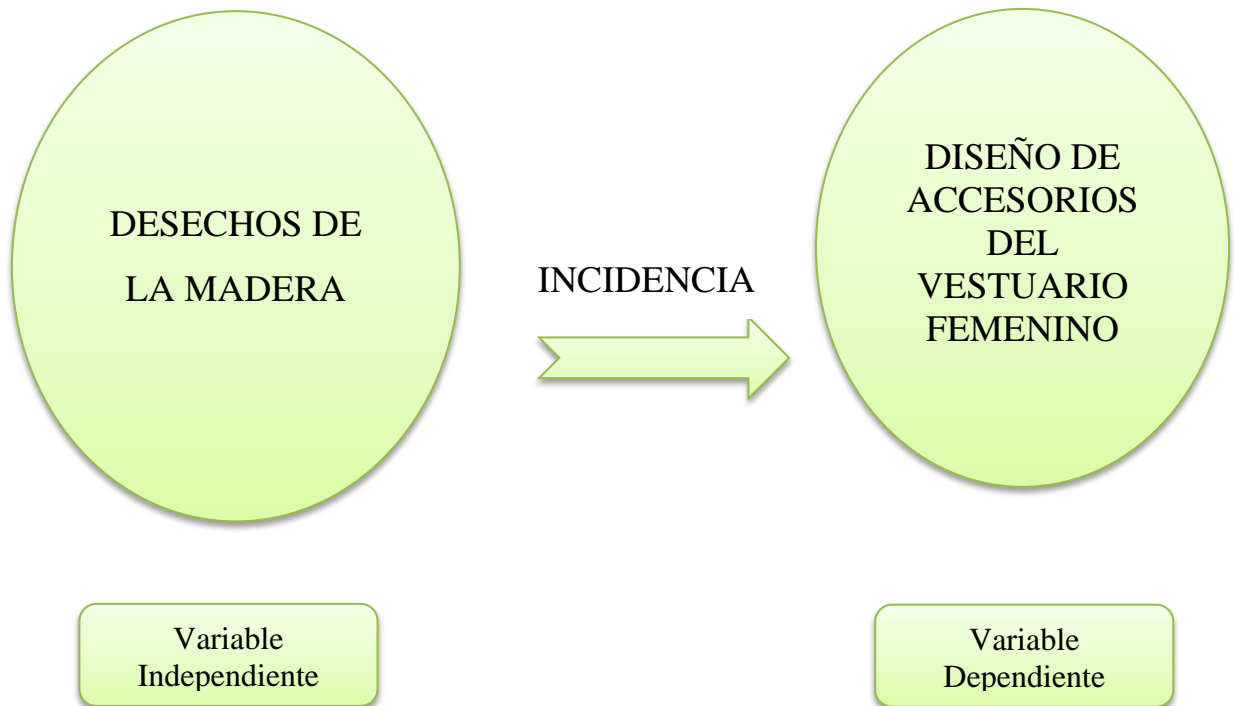 DESECHOS DE
LA MADERA
INCIDENCIA
DISEÑO DE
ACCESORIOS
DEL
VESTUARIO
FEMENINO
Variable
Independiente
Variable
Dependiente